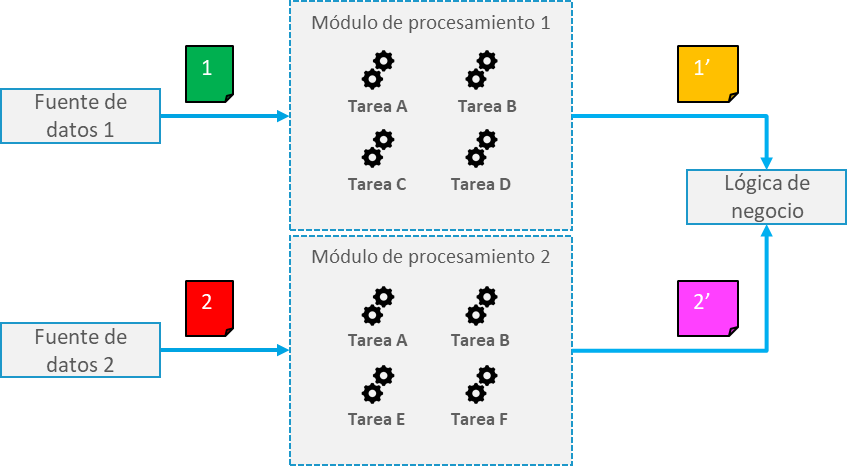 Módulo de procesamiento 1
1
1’
Tarea A
Tarea B
Fuente de
datos 1
Tarea C
Tarea D
Lógica de
negocio
Módulo de procesamiento 2
2
2’
Tarea A
Tarea B
Fuente de
datos 2
Tarea E
Tarea F